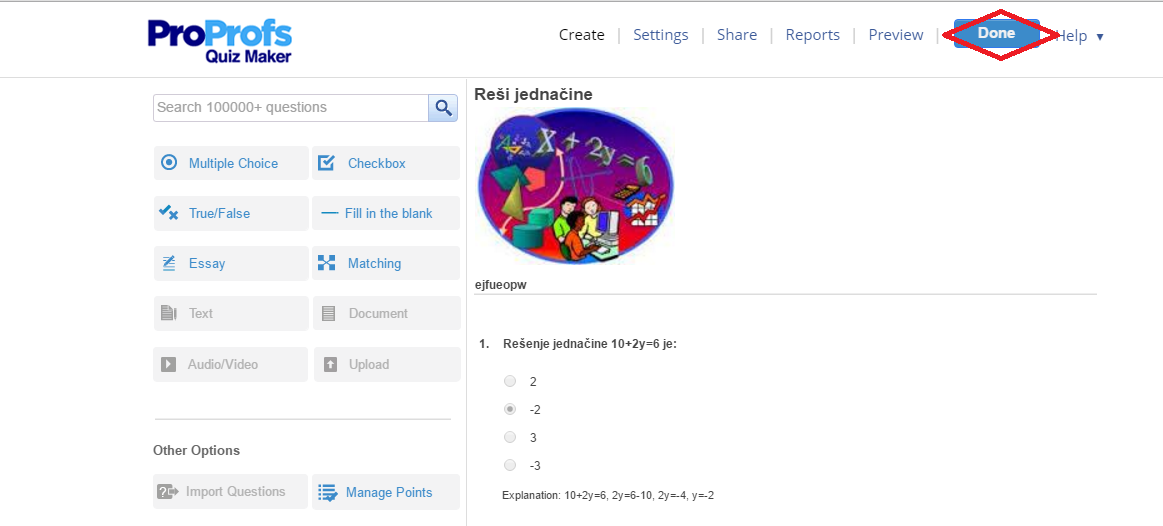 ProProfs
Quiz Maker
Create | Settings | Share | Reports | Preview | Done Help ▼
Search 100000+ questions
Multiple Choice
Checkbox
True/False
Fill in the blank
Essay
Matching
Text
Document
Audio/Video
Upload
Other Options
Import Questions
Manage Points
Reši jednačine
X + 2y = 6
ejfueopw
1. Rešenje jednačine 10+2y=6 je:
2
-2
3
-3
Explanation: 10+2y=6, 2y=6-10, 2y=-4, y=-2